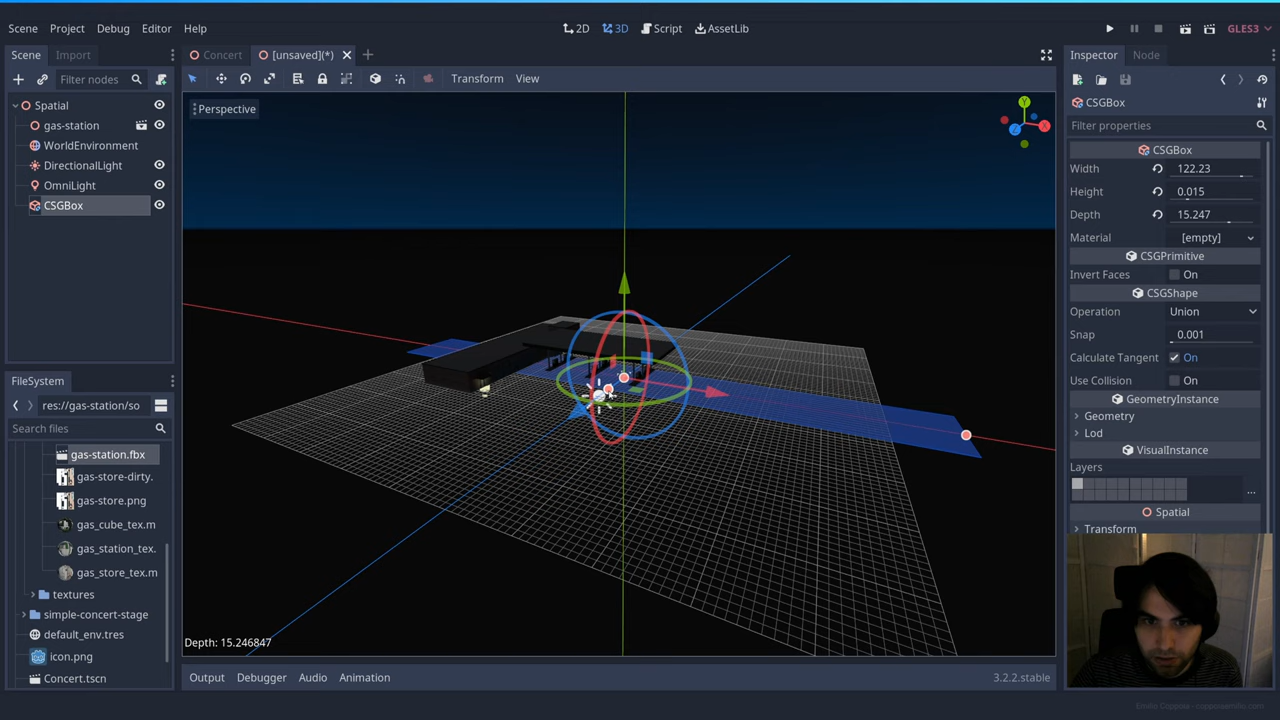 Scene Project Debug Editor Help
2D 3D Script AssetLib
GLES3
Scene Import
Concert [unsaved](*)
Inspector Node
Filter nodes
Transform View
CSGBox
Filter properties
Spatial
gas-station
WorldEnvironment
DirectionalLight
OmniLight
CSGBox
Perspective
Y
X
Z
CSGBox
Width 122.23
Height 0.015
Depth 15.247
Material [empty]
CSGPrimitive
Invert Faces On
CSGShape
Operation Union
Snap 0.001
Calculate Tangent On
Use Collision On
GeometryInstance
Geometry
Lod
VisualInstance
Layers
...
Spatial
Transform
FileSystem
res://gas-station/so
Search files
gas-station.fbx
gas-store-dirty.
gas-store.png
gas_cube_tex.m
gas_station_tex.
gas_store_tex.m
textures
simple-concert-stage
default_env.tres
icon.png
Concert.tscn
Depth: 15.246847
Output Debugger Audio Animation
3.2.2.stable
Emilio Coppola - coppolaemilio.com